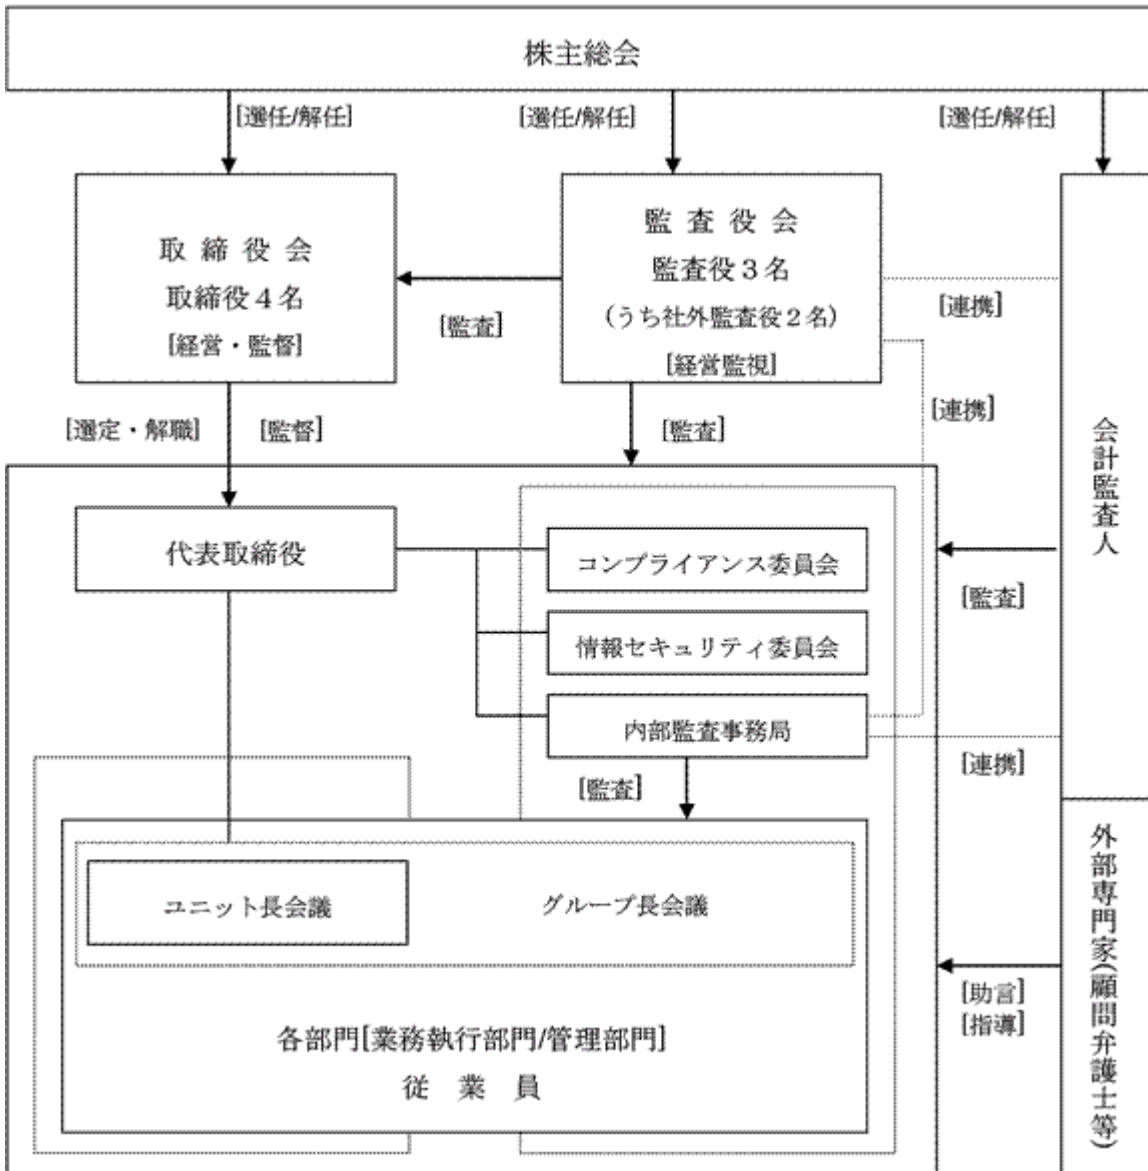 株主総会
[選任/解任]
[選任/解任]
[選任/解任]
取締役会
取締役４名
[経営・監督]
監査役会
監査役３名
（うち社外監査役２名）
[経営監視]
[監査]
[連携]
[連携]
[選定・解職]
[監督]
[監査]
会計監査人
代表取締役
コンプライアンス委員会
情報セキュリティ委員会
内部監査事務局
[監査]
[連携]
[監査]
ユニット長会議
グループ長会議
各部門[業務執行部門/管理部門]
従業員
外部専門家(顧問弁護士等)
[助言]
[指導]